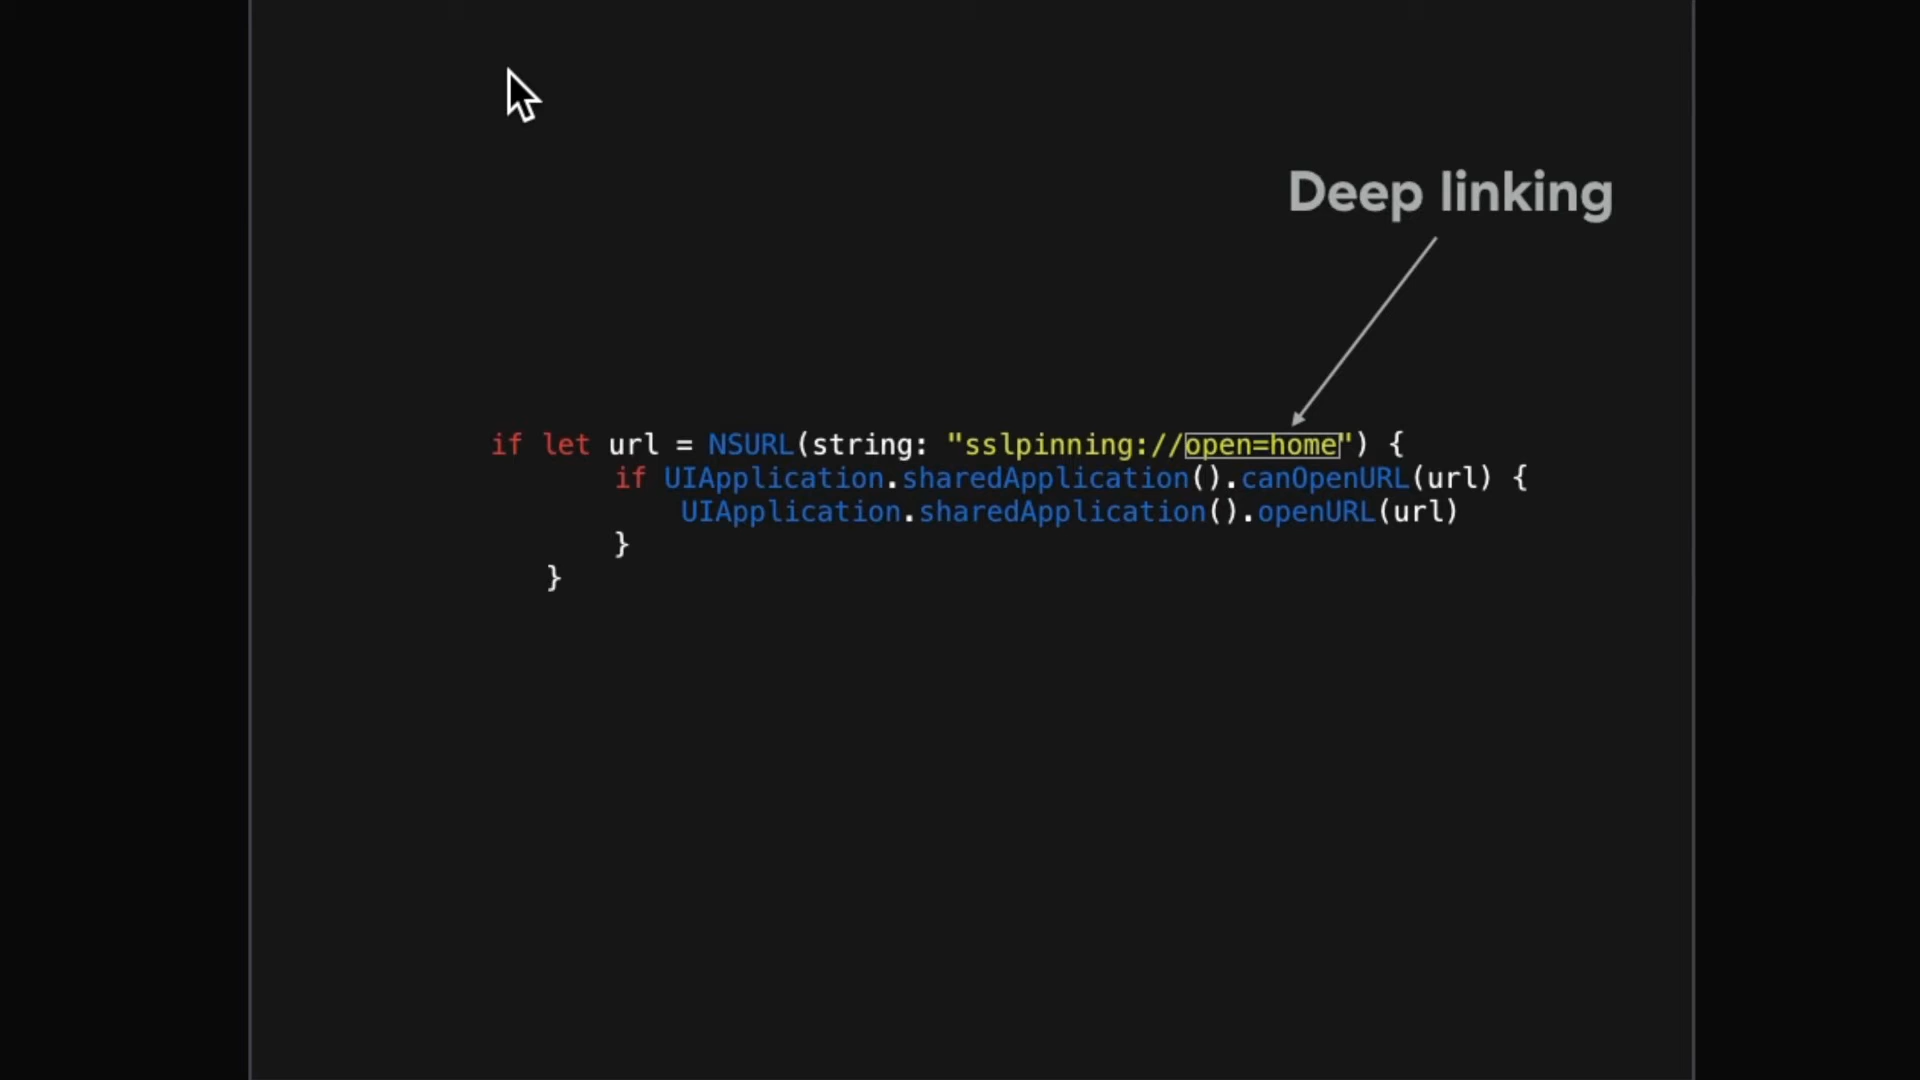 Deep linking
if let url = NSURL(string: "sslpinning://open=home") {
if UIApplication.sharedApplication().canOpenURL(url) {
UIApplication.sharedApplication().openURL(url)
}
}